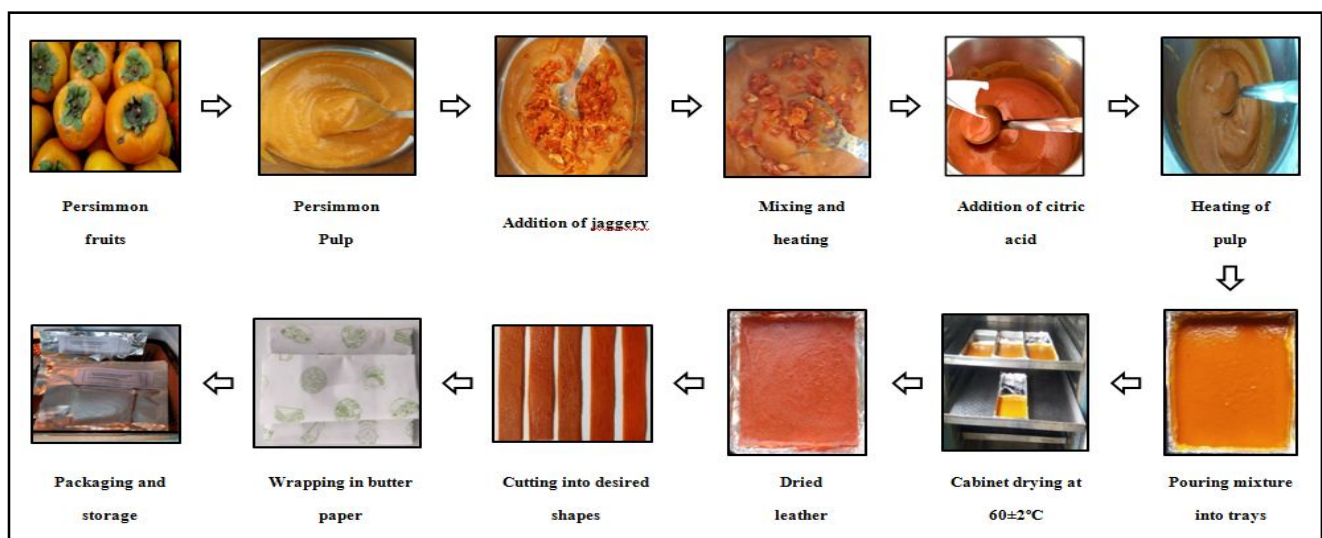 Persimmon
fruits
Persimmon
Pulp
Addition of jaggery
Mixing and
heating
Addition of citric
acid
Heating of
pulp
Pouring mixture
into trays
Cabinet drying at
60±2ºC
Dried
leather
Cutting into desired
shapes
Wrapping in butter
paper
Packaging and
storage